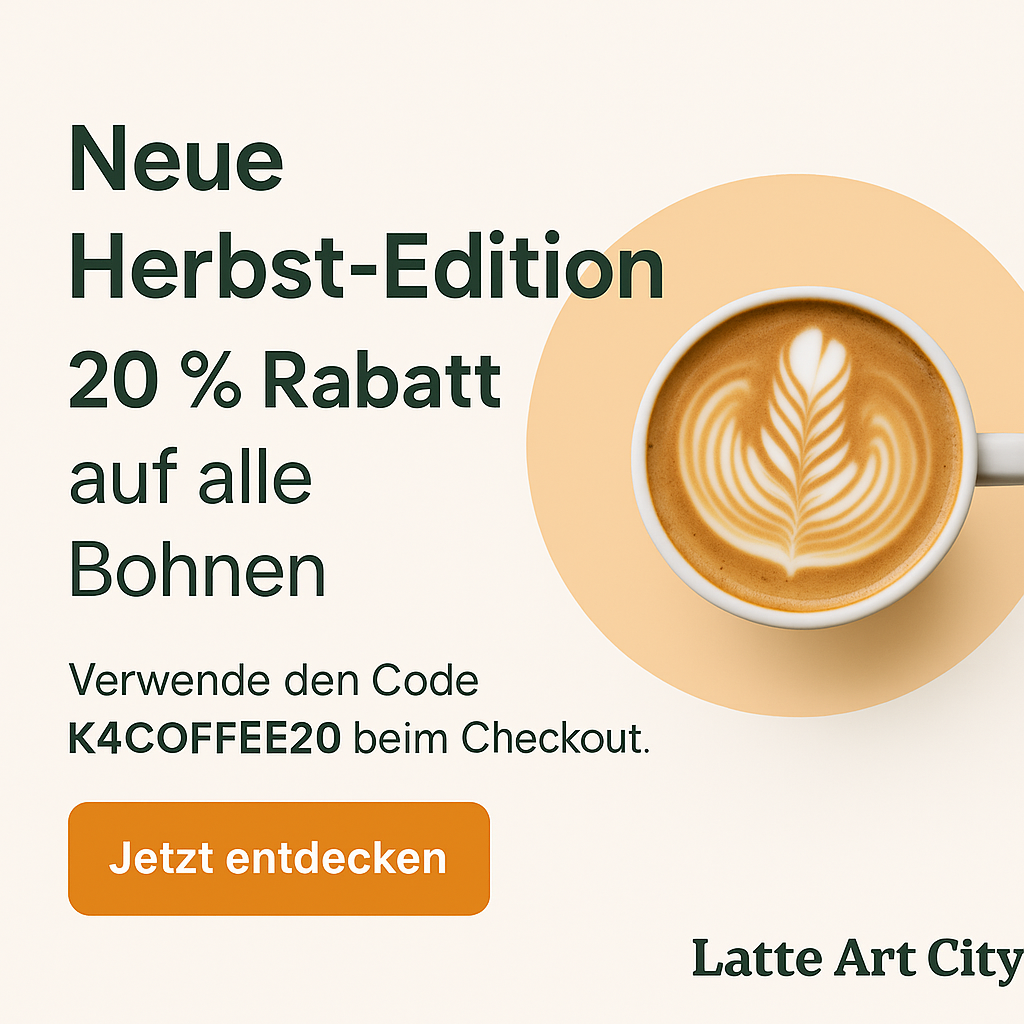 Neue
Herbst-Edition
20 % Rabatt
auf alle
Bohnen
Verwende den Code
K4COFFEE20 beim Checkout.
Jetzt entdecken
Latte Art City